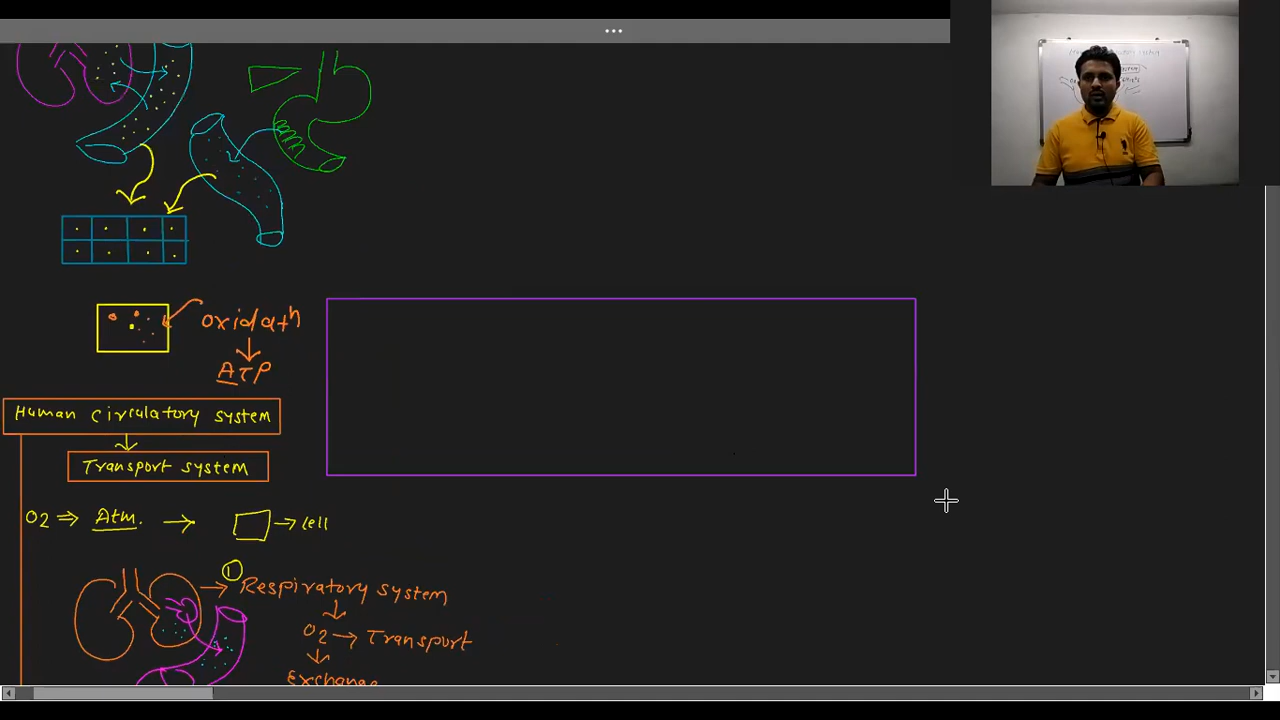 oxidatn
ATP
Human circulatory system
Transport system
O2 ⇒ Atm. → → cell
① Respiratory system
O2 → Transport
Exchange